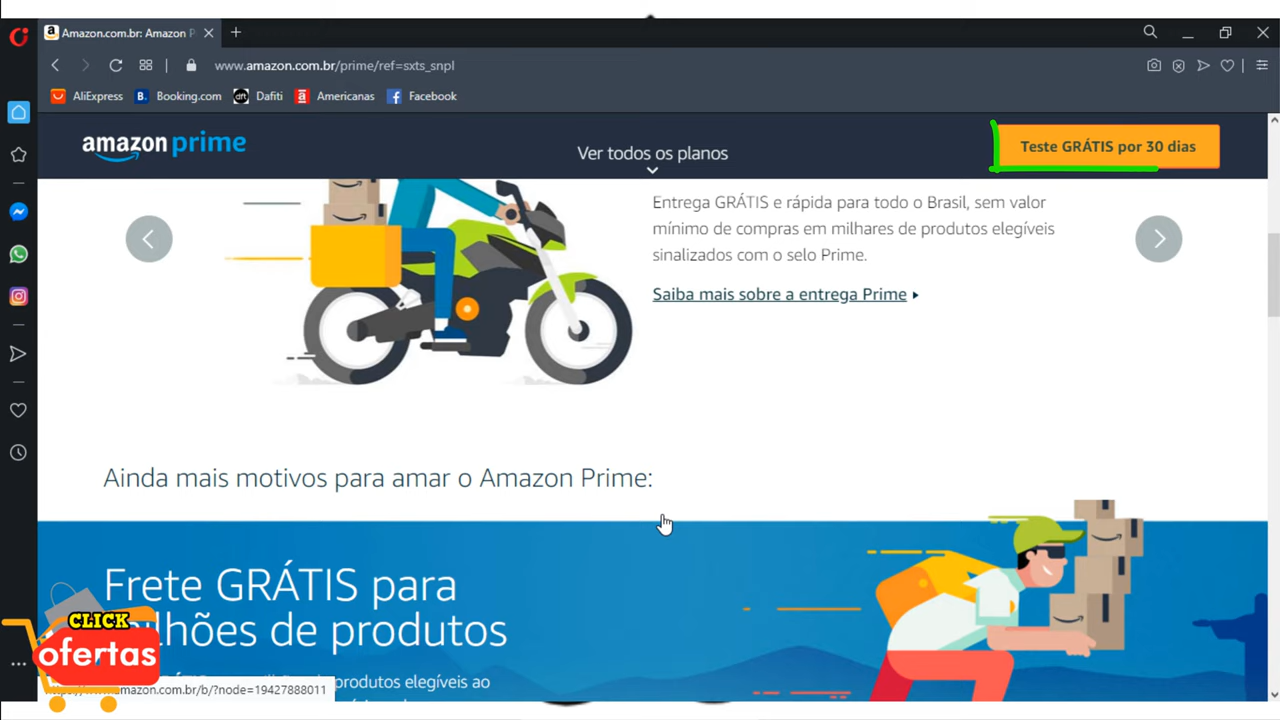 Amazon.com.br: Amazon P
www.amazon.com.br/prime/ref=sxts_snpl
AliExpress
B. Booking.com
dft Dafiti
a Americanas
Facebook
amazon prime
Ver todos os planos
Teste GRÁTIS por 30 dias
Entrega GRÁTIS e rápida para todo o Brasil, sem valor
mínimo de compras em milhares de produtos elegíveis
sinalizados com o selo Prime.
Saiba mais sobre a entrega Prime
Ainda mais motivos para amar o Amazon Prime:
Frete GRÁTIS para
ilhões de produtos
produtos elegíveis ao
CLICK
ofertas
amazon.com.br/b/?node=19427888011